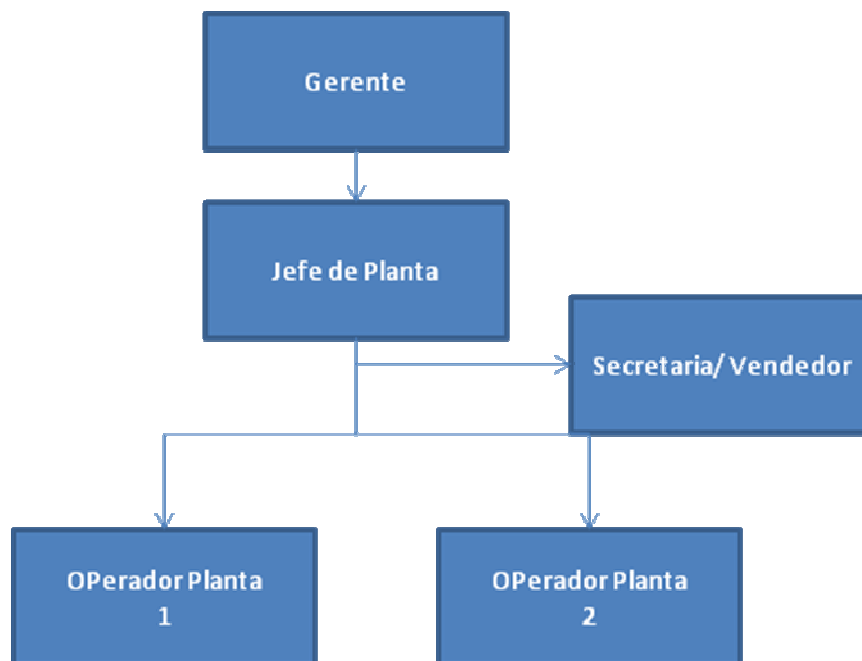 Gerente
Jefe de Planta
Secretaria/ Vendedor
OPerador Planta
1
OPerador Planta
2